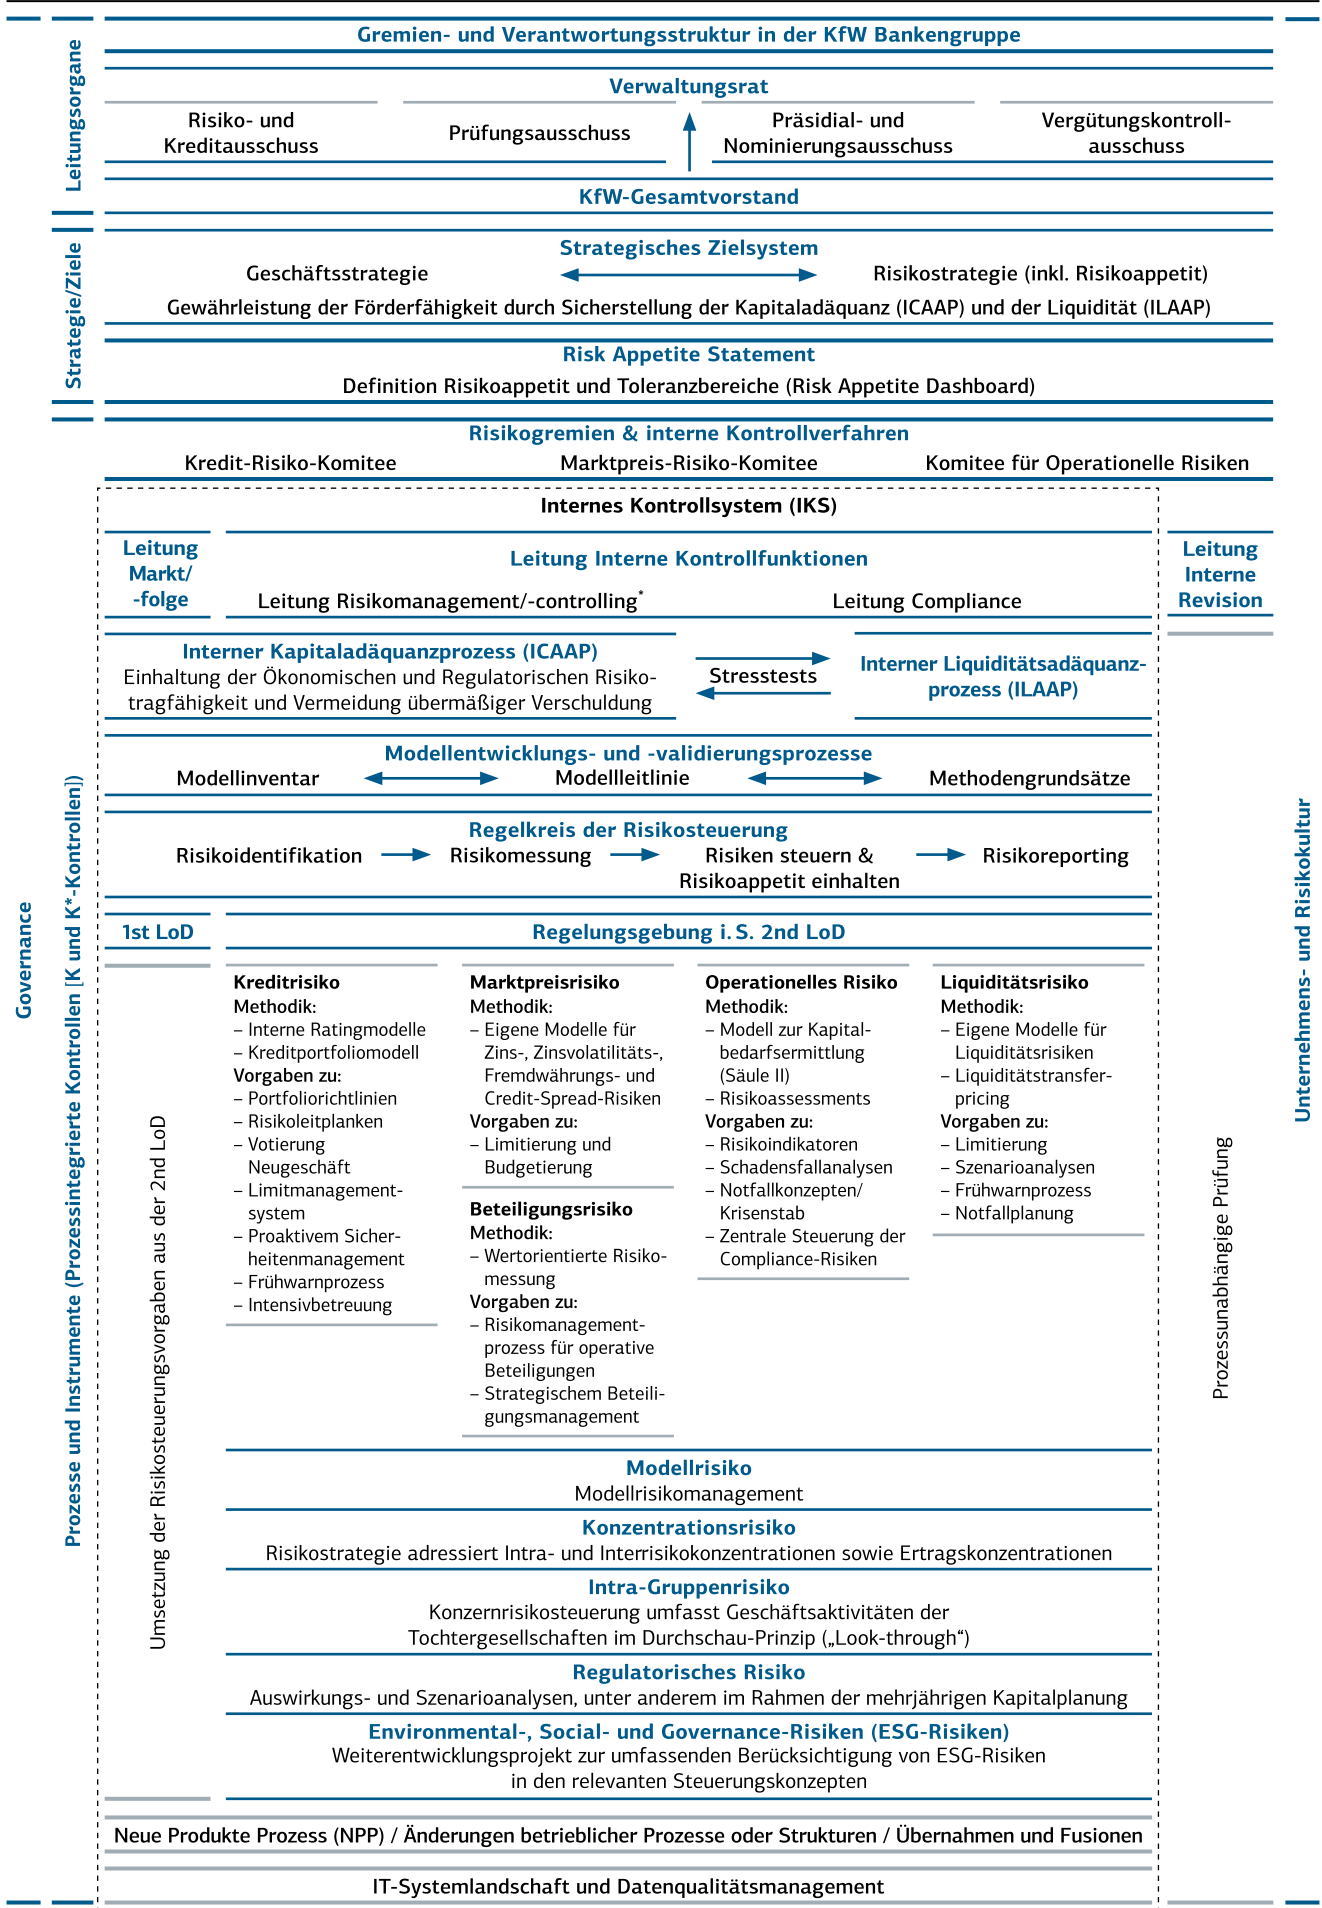 Gremien- und Verantwortungsstruktur in der KfW Bankengruppe
Leitungsorgane
Verwaltungsrat
Risiko- und
Kreditausschuss
Prüfungsausschuss
Präsidial- und
Nominierungsausschuss
Vergütungskontroll-
ausschuss
KfW-Gesamtvorstand
Strategie/Ziele
Strategisches Zielsystem
Geschäftsstrategie
Risikostrategie (inkl. Risikoappetit)
Gewährleistung der Förderfähigkeit durch Sicherstellung der Kapitaladäquanz (ICAAP) und der Liquidität (ILAAP)
Risk Appetite Statement
Definition Risikoappetit und Toleranzbereiche (Risk Appetite Dashboard)
Governance
Prozesse und Instrumente (Prozessintegrierte Kontrollen [K und K*-Kontrollen])
Unternehmens- und Risikokultur
Risikogremien & interne Kontrollverfahren
Kredit-Risiko-Komitee
Marktpreis-Risiko-Komitee
Komitee für Operationelle Risiken
Internes Kontrollsystem (IKS)
Leitung
Markt/
-folge
Leitung Interne Kontrollfunktionen
Leitung Risikomanagement/-controlling*
Leitung Compliance
Leitung
Interne
Revision
Interner Kapitaladäquanzprozess (ICAAP)
Einhaltung der Ökonomischen und Regulatorischen Risiko-
tragfähigkeit und Vermeidung übermäßiger Verschuldung
Stresstests
Interner Liquiditätsadäquanz-
prozess (ILAAP)
Modellentwicklungs- und -validierungsprozesse
Modellinventar
Modellleitlinie
Methodengrundsätze
Regelkreis der Risikosteuerung
Risikoidentifikation
Risikomessung
Risiken steuern &
Risikoappetit einhalten
Risikoreporting
1st LoD
Regelungsgebung i. S. 2nd LoD
Umsetzung der Risikosteuerungsvorgaben aus der 2nd LoD
Kreditrisiko
Methodik:
– Interne Ratingmodelle
– Kreditportfoliomodell
Vorgaben zu:
– Portfoliorichtlinien
– Risikoleitplanken
– Votierung
Neugeschäft
– Limitmanagement-
system
– Proaktivem Sicher-
heitenmanagement
– Frühwarnprozess
– Intensivbetreuung
Marktpreisrisiko
Methodik:
– Eigene Modelle für
Zins-, Zinsvolatilitäts-,
Fremdwährungs- und
Credit-Spread-Risiken
Vorgaben zu:
– Limitierung und
Budgetierung
Beteiligungsrisiko
Methodik:
– Wertorientierte Risiko-
messung
Vorgaben zu:
– Risikomanagement-
prozess für operative
Beteiligungen
– Strategischem Beteili-
gungsmanagement
Operationelles Risiko
Methodik:
– Modell zur Kapital-
bedarfsermittlung
(Säule II)
– Risikoassessments
Vorgaben zu:
– Risikoindikatoren
– Schadensfallanalysen
– Notfallkonzepten/
Krisenstab
– Zentrale Steuerung der
Compliance-Risiken
Liquiditätsrisiko
Methodik:
– Eigene Modelle für
Liquiditätsrisiken
– Liquiditätstransfer-
pricing
Vorgaben zu:
– Limitierung
– Szenarioanalysen
– Frühwarnprozess
– Notfallplanung
Prozessunabhängige Prüfung
Modellrisiko
Modellrisikomanagement
Konzentrationsrisiko
Risikostrategie adressiert Intra- und Interrisikokonzentrationen sowie Ertragskonzentrationen
Intra-Gruppenrisiko
Konzernrisikosteuerung umfasst Geschäftsaktivitäten der
Tochtergesellschaften im Durchschau-Prinzip („Look-through“)
Regulatorisches Risiko
Auswirkungs- und Szenarioanalysen, unter anderem im Rahmen der mehrjährigen Kapitalplanung
Environmental-, Social- und Governance-Risiken (ESG-Risiken)
Weiterentwicklungsprojekt zur umfassenden Berücksichtigung von ESG-Risiken
in den relevanten Steuerungskonzepten
Neue Produkte Prozess (NPP) / Änderungen betrieblicher Prozesse oder Strukturen / Übernahmen und Fusionen
IT-Systemlandschaft und Datenqualitätsmanagement